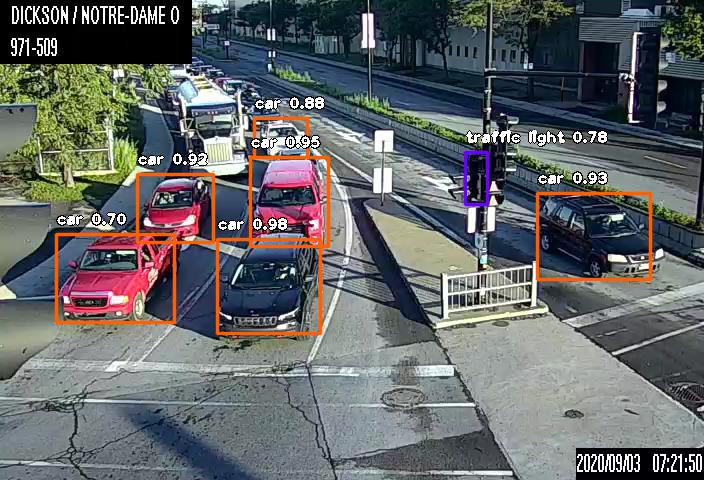 DICKSON / NOTRE-DAME O
971-509
car 0.88
car 0.95
traffic light 0.78
car 0.92
car 0.93
car 0.70
car 0.98
2020/09/03 07:21:50